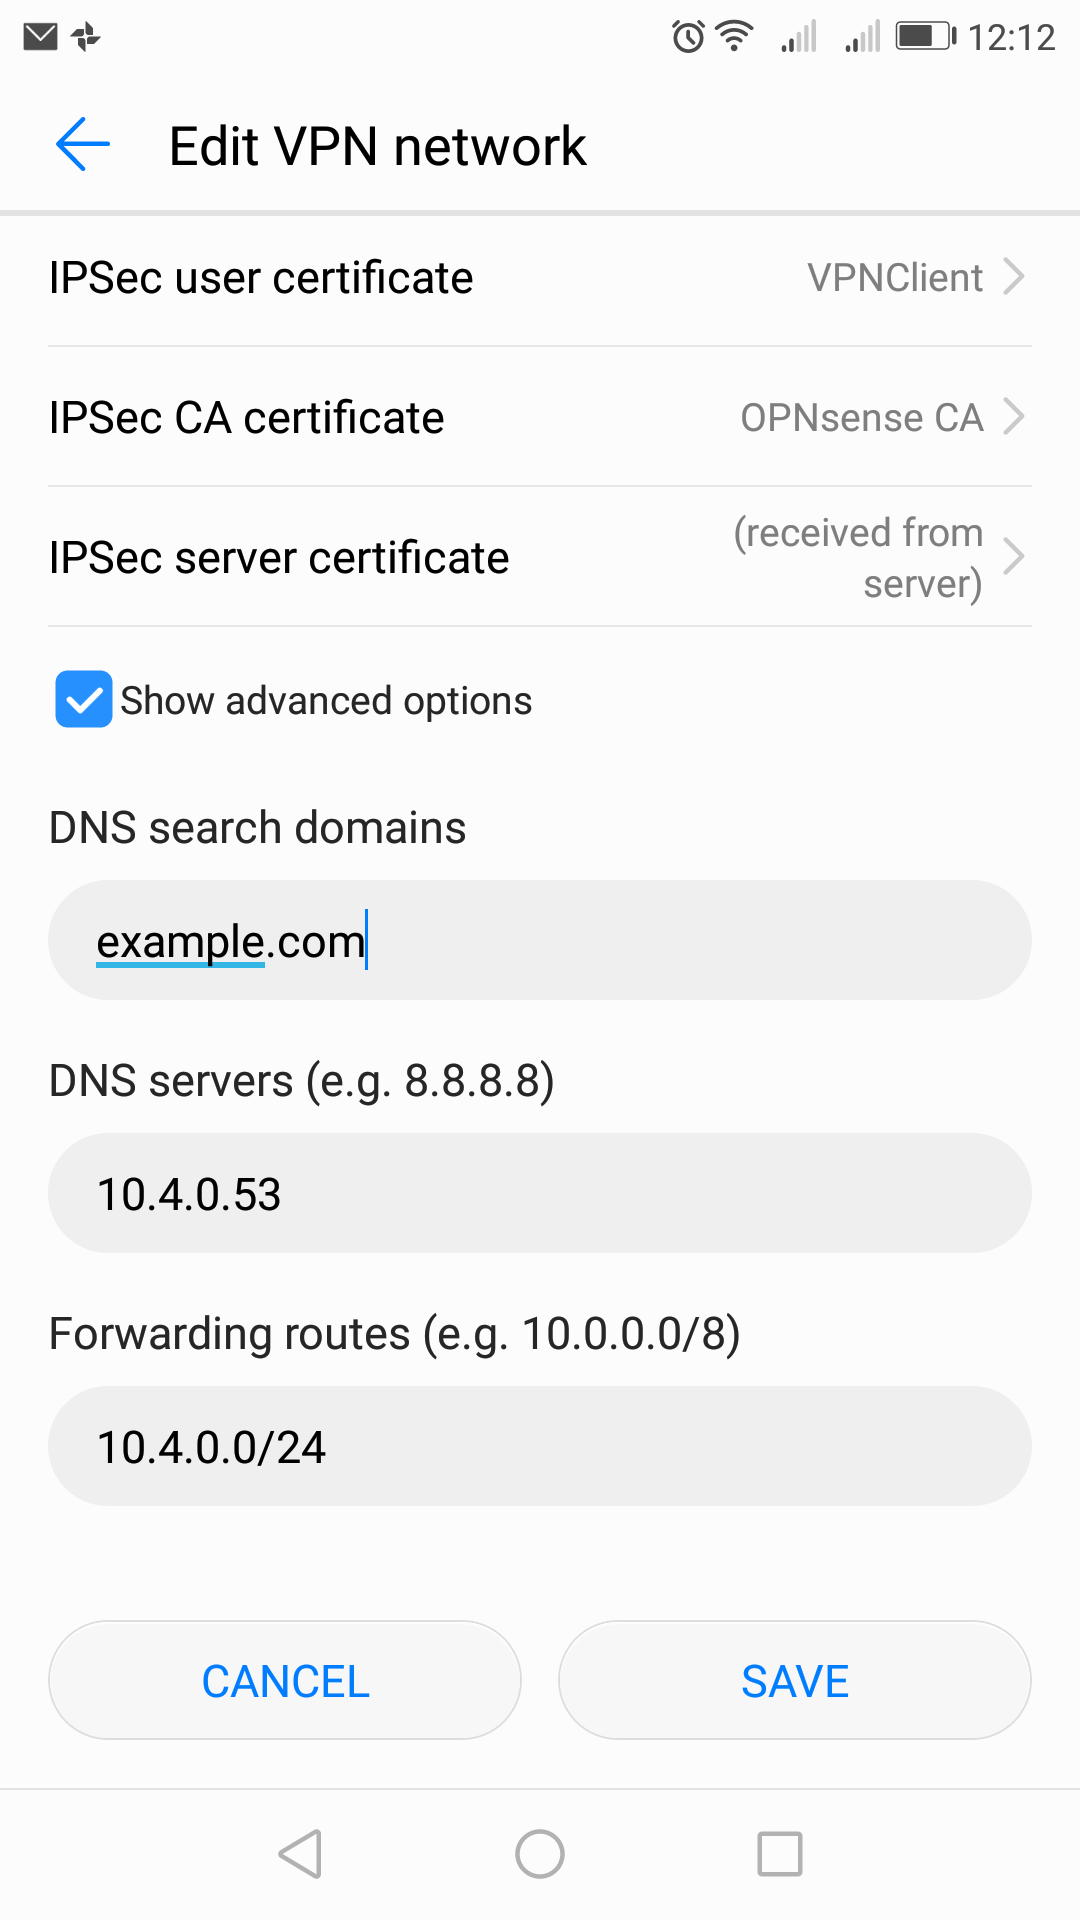 12:12
Edit VPN network
IPSec user certificate VPNClient
IPSec CA certificate OPNsense CA
IPSec server certificate (received from
server)
Show advanced options
DNS search domains
example.com
DNS servers (e.g. 8.8.8.8)
10.4.0.53
Forwarding routes (e.g. 10.0.0.0/8)
10.4.0.0/24
CANCEL SAVE